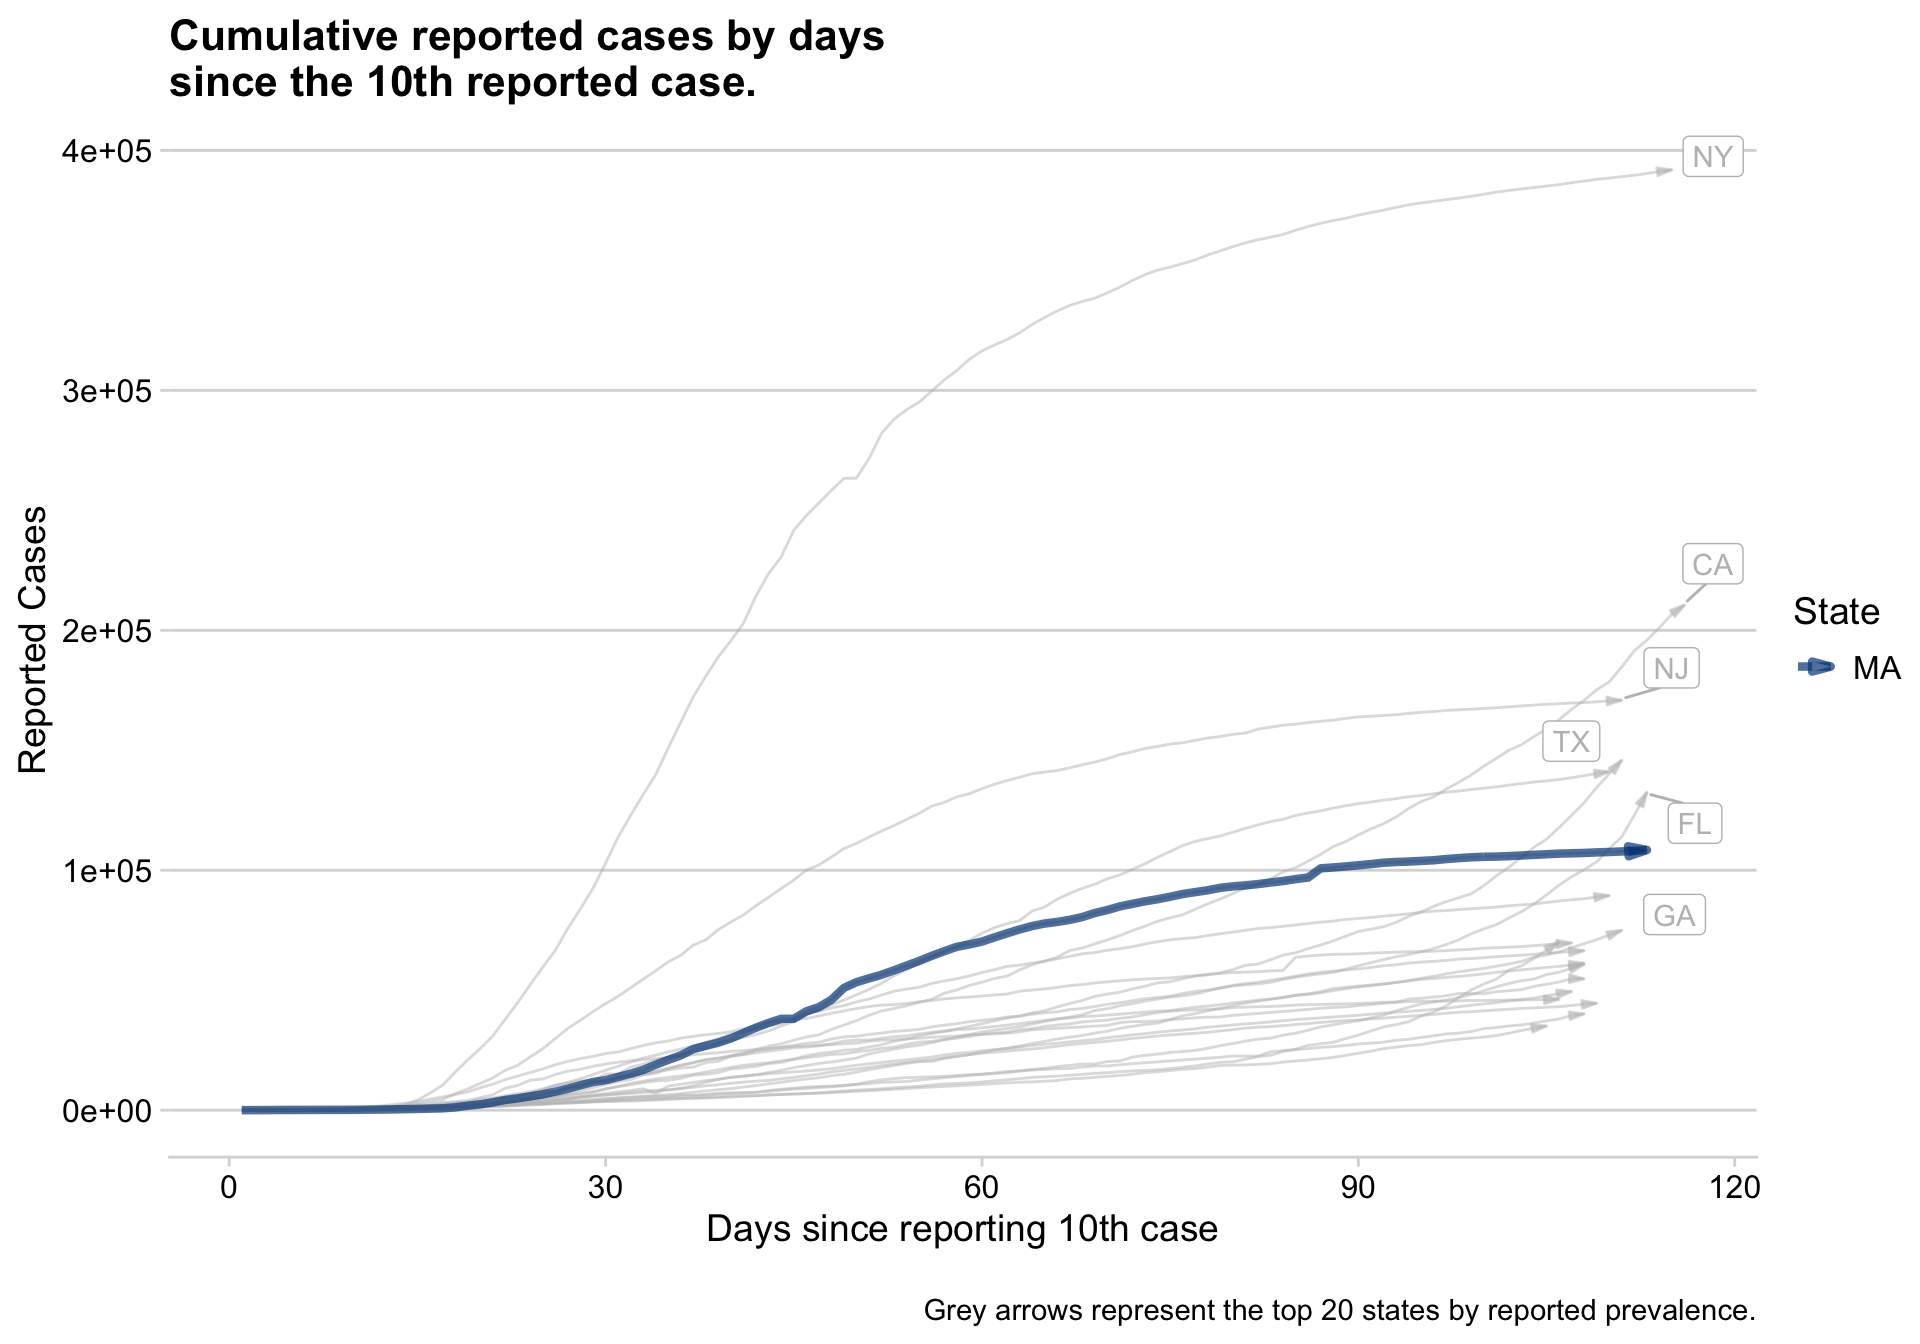 Cumulative reported cases by days
since the 10th reported case.
4e+05
3e+05
2e+05
1e+05
0e+00
Reported Cases
NY
CA
NJ
TX
FL
GA
State
MA
0 30 60 90 120
Days since reporting 10th case
Grey arrows represent the top 20 states by reported prevalence.